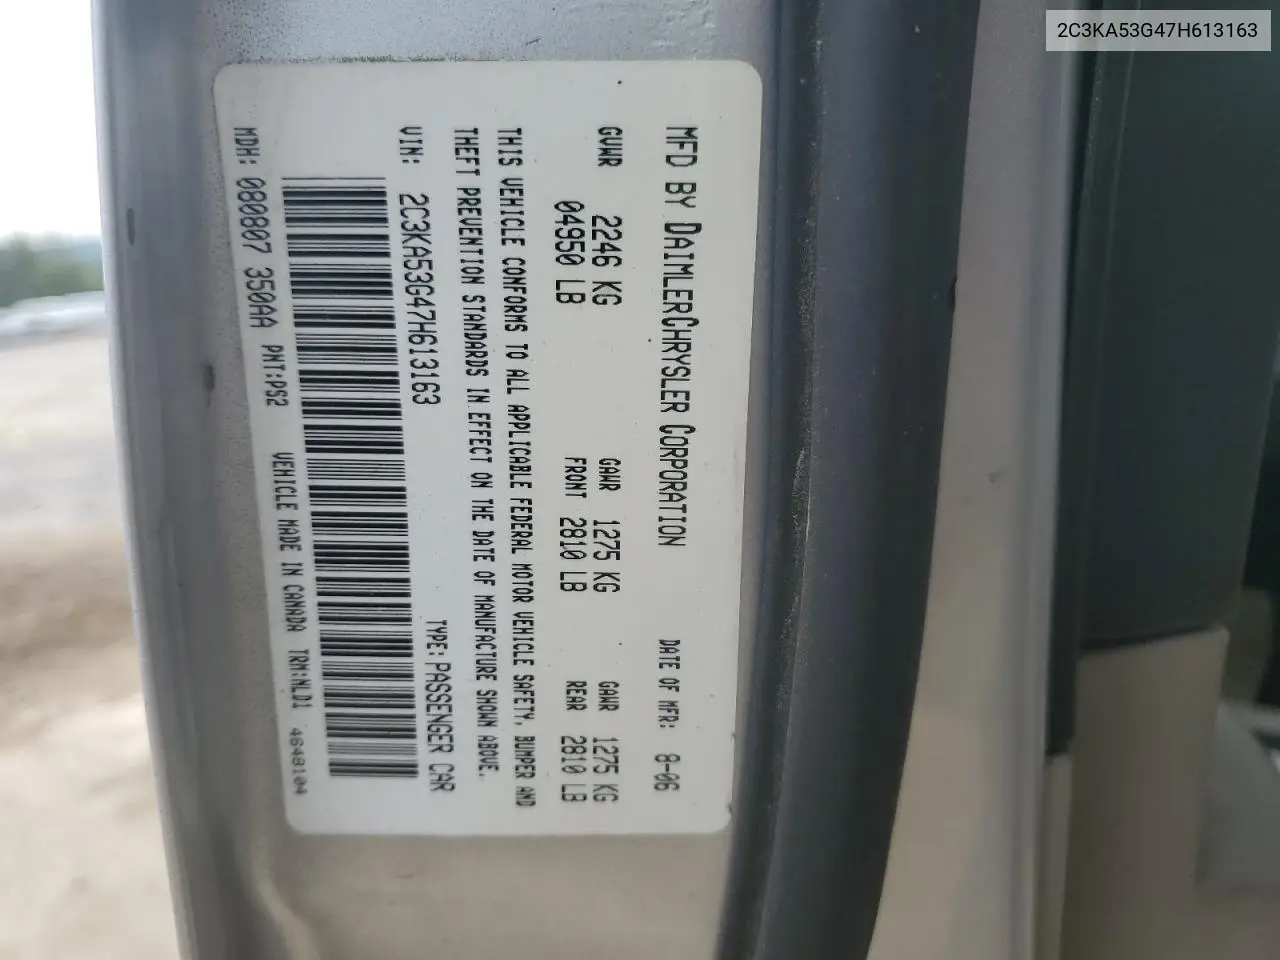 2C3KA53G47H613163
MFD BY DAIMLERCHRYSLER CORPORATION DATE OF MFR: 8-06
GVWR 2246 KG GAWR 1275 KG GAWR 1275 KG
04950 LB FRONT 2810 LB REAR 2810 LB
THIS VEHICLE CONFORMS TO ALL APPLICABLE FEDERAL MOTOR VEHICLE SAFETY, BUMPER AND
THEFT PREVENTION STANDARDS IN EFFECT ON THE DATE OF MANUFACTURE SHOWN ABOVE.
VIN: 2C3KA53G47H613163 TYPE: PASSENGER CAR
MDH: 080807 350AA PNT:PS2 VEHICLE MADE IN CANADA TRM:NLD1 4648104